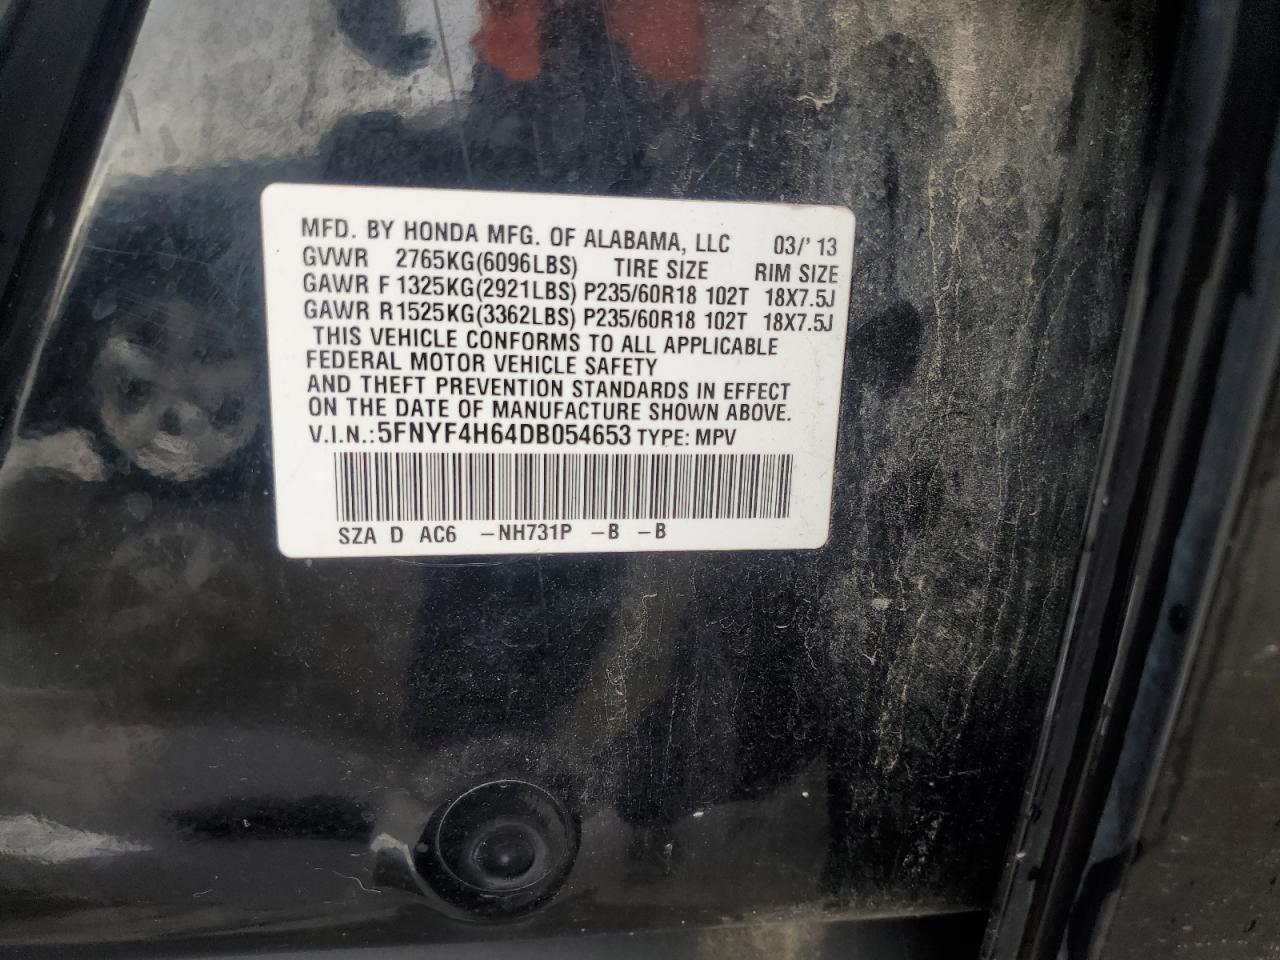 MFD. BY HONDA MFG. OF ALABAMA, LLC 03/'13
GVWR 2765KG(6096LBS) TIRE SIZE RIM SIZE
GAWR F 1325KG(2921LBS) P235/60R18 102T 18X7.5J
GAWR R 1525KG(3362LBS) P235/60R18 102T 18X7.5J
THIS VEHICLE CONFORMS TO ALL APPLICABLE
FEDERAL MOTOR VEHICLE SAFETY
AND THEFT PREVENTION STANDARDS IN EFFECT
ON THE DATE OF MANUFACTURE SHOWN ABOVE.
V.I.N.:5FNYF4H64DB054653 TYPE: MPV
SZA D AC6 -NH731P -B -B